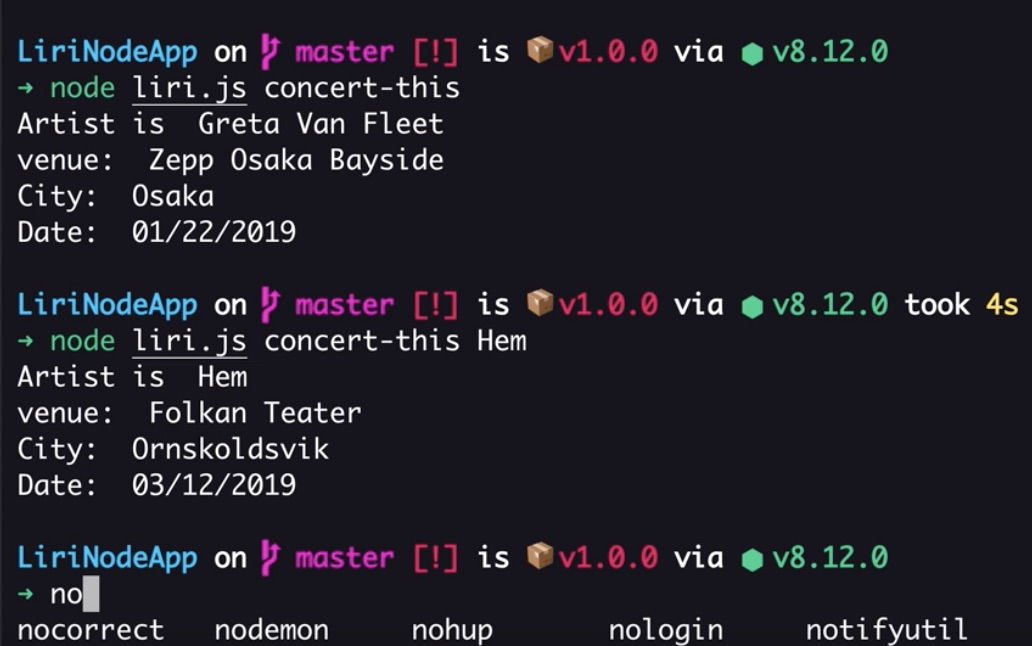 LiriNodeApp on master [!] is v1.0.0 via v8.12.0
→ node liri.js concert-this
Artist is  Greta Van Fleet
venue:  Zepp Osaka Bayside
City:  Osaka
Date:  01/22/2019
LiriNodeApp on master [!] is v1.0.0 via v8.12.0 took 4s
→ node liri.js concert-this Hem
Artist is  Hem
venue:  Folkan Teater
City:  Ornskoldsvik
Date:  03/12/2019
LiriNodeApp on master [!] is v1.0.0 via v8.12.0
→ no
nocorrect nodemon nohup nologin notifyutil